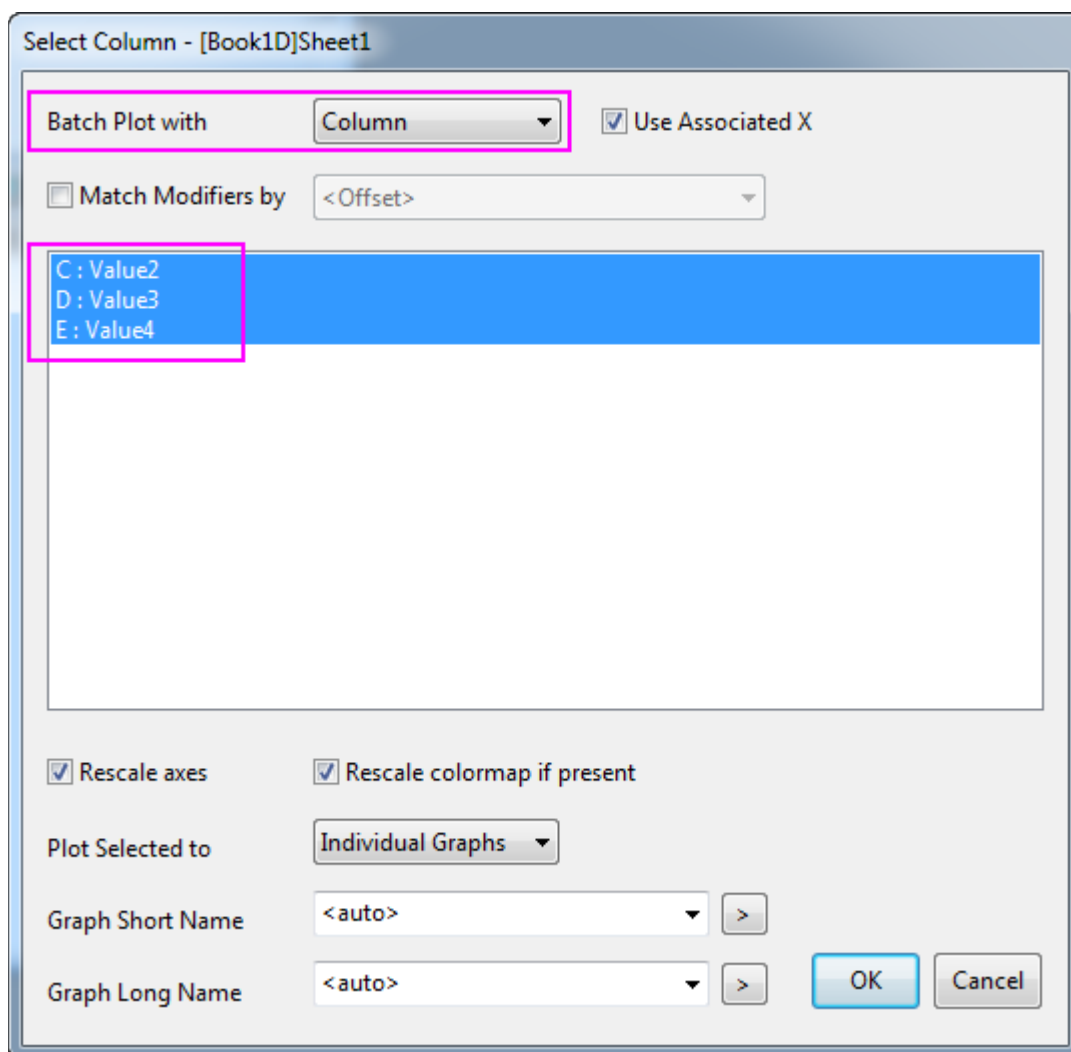 Select Column - [Book1D]Sheet1
Batch Plot with Column Use Associated X
Match Modifiers by <Offset>
C : Value2
D : Value3
E : Value4
Rescale axes Rescale colormap if present
Plot Selected to Individual Graphs
Graph Short Name <auto> >
Graph Long Name <auto> > OK Cancel